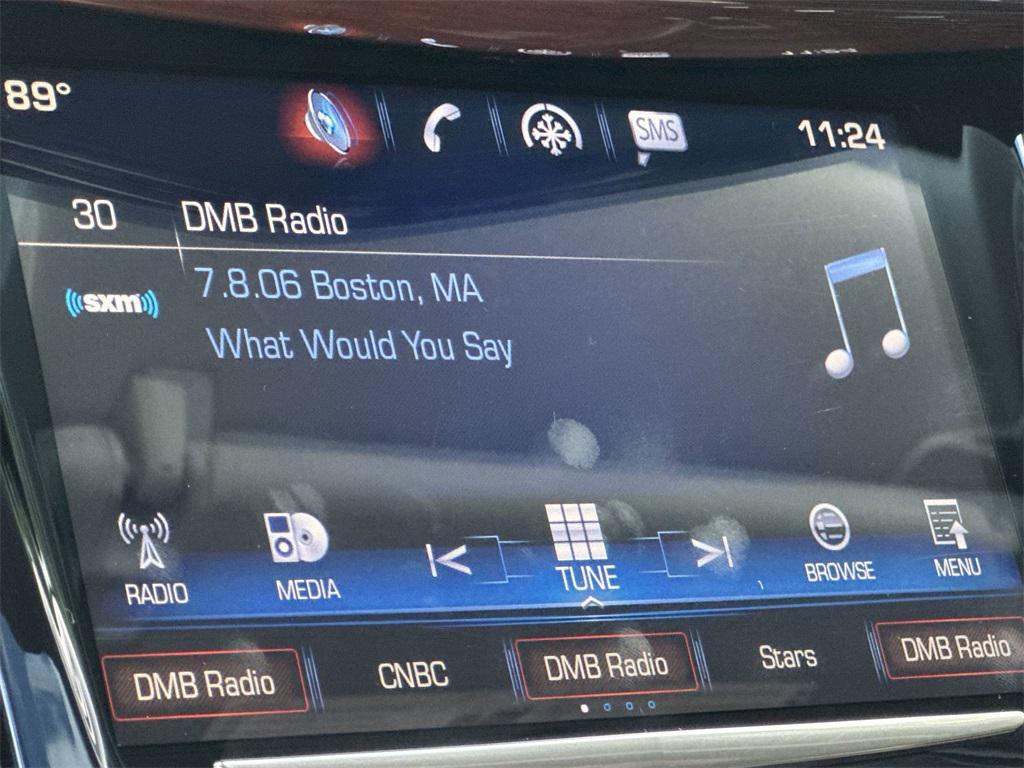 89°
SMS
11:24
30 DMB Radio
sxm
7.8.06 Boston, MA
What Would You Say
RADIO
MEDIA
TUNE
BROWSE
MENU
DMB Radio
CNBC
DMB Radio
Stars
DMB Radio